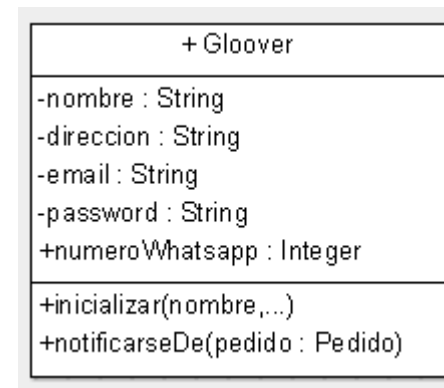 + Gloover
-nombre : String
-direccion : String
-email : String
-password : String
+numeroWhatsapp : Integer
+inicializar(nombre,...)
+notificarseDe(pedido : Pedido)